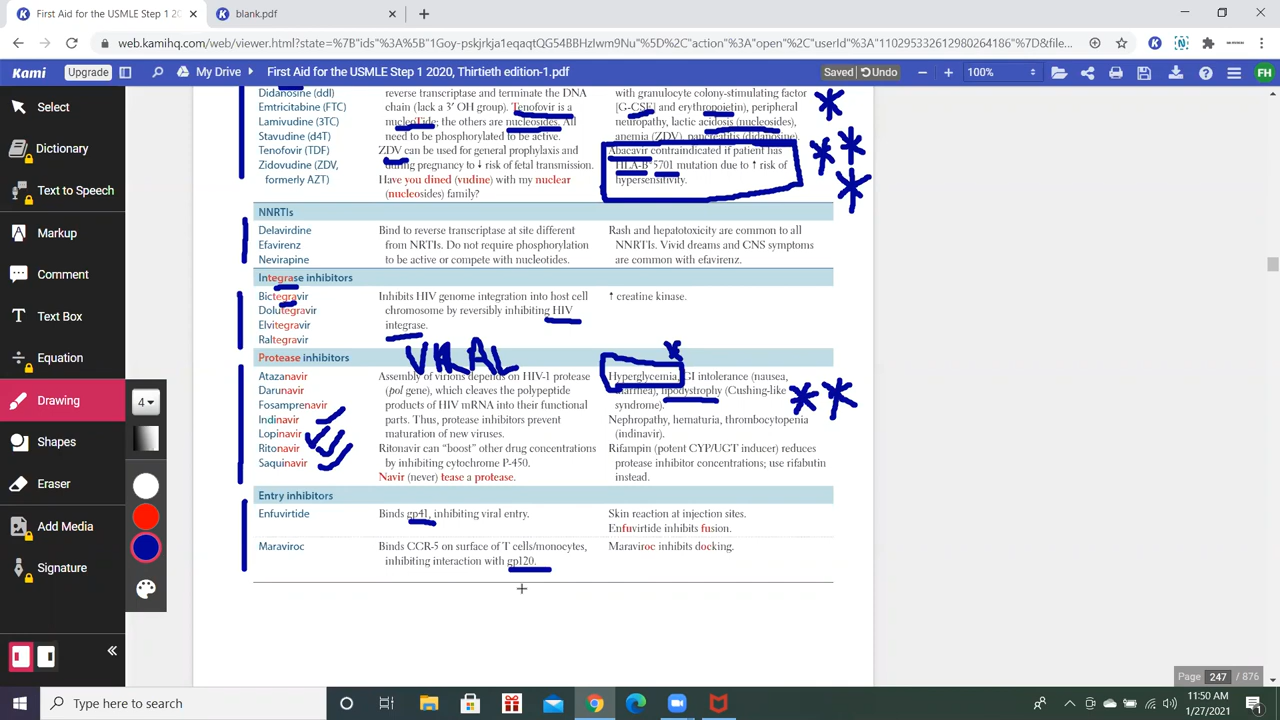 First Aid for the USMLE Step 1 2020, Thirtieth edition-1.pdf
blank.pdf
web.kamihq.com/web/viewer.html?state=%7B"ids"%3A%5B"1Goy-pskjrkja1eqaqtQG54BBHzlwm9Nu"%5D%2C"action"%3A"open"%2C"userId"%3A"110295332612980264186"%7D&file...
Kami
Upgrade
My Drive
First Aid for the USMLE Step 1 2020, Thirtieth edition-1.pdf
Saved
Undo
100%
FH
Select
Dictionary
Text to Speech
Markup
Comment
Text Box
Equation
Drawing
4
Shapes
Eraser
Add Media
Signature
Didanosine (ddI)
Emtricitabine (FTC)
Lamivudine (3TC)
Stavudine (d4T)
Tenofovir (TDF)
Zidovudine (ZDV,
formerly AZT)
reverse transcriptase and terminate the DNA
chain (lack a 3′ OH group). Tenofovir is a
nucleoTide; the others are nucleosides. All
need to be phosphorylated to be active.
ZDV can be used for general prophylaxis and
during pregnancy to ↓ risk of fetal transmission.
Have you dined (vudine) with my nuclear
(nucleosides) family?
with granulocyte colony-stimulating factor
[G-CSF] and erythropoietin), peripheral
neuropathy, lactic acidosis (nucleosides),
anemia (ZDV), pancreatitis (didanosine).
Abacavir contraindicated if patient has
HLA-B*5701 mutation due to ↑ risk of
hypersensitivity.
NNRTIs
Delavirdine
Efavirenz
Nevirapine
Bind to reverse transcriptase at site different
from NRTIs. Do not require phosphorylation
to be active or compete with nucleotides.
Rash and hepatotoxicity are common to all
NNRTIs. Vivid dreams and CNS symptoms
are common with efavirenz.
Integrase inhibitors
Bictegravir
Dolutegravir
Elvitegravir
Raltegravir
Inhibits HIV genome integration into host cell
chromosome by reversibly inhibiting HIV
integrase.
↑ creatine kinase.
VIRAL
Protease inhibitors
Atazanavir
Darunavir
Fosamprenavir
Indinavir
Lopinavir
Ritonavir
Saquinavir
Assembly of virions depends on HIV-1 protease
(pol gene), which cleaves the polypeptide
products of HIV mRNA into their functional
parts. Thus, protease inhibitors prevent
maturation of new viruses.
Ritonavir can “boost” other drug concentrations
by inhibiting cytochrome P-450.
Navir (never) tease a protease.
Hyperglycemia, GI intolerance (nausea,
diarrhea), lipodystrophy (Cushing-like
syndrome).
Nephropathy, hematuria, thrombocytopenia
(indinavir).
Rifampin (potent CYP/UGT inducer) reduces
protease inhibitor concentrations; use rifabutin
instead.
Entry inhibitors
Enfuvirtide
Binds gp41, inhibiting viral entry.
Skin reaction at injection sites.
Enfuvirtide inhibits fusion.
Maraviroc
Binds CCR-5 on surface of T cells/monocytes,
inhibiting interaction with gp120.
Maraviroc inhibits docking.
Page 247 / 876
Type here to search
11:50 AM
1/27/2021